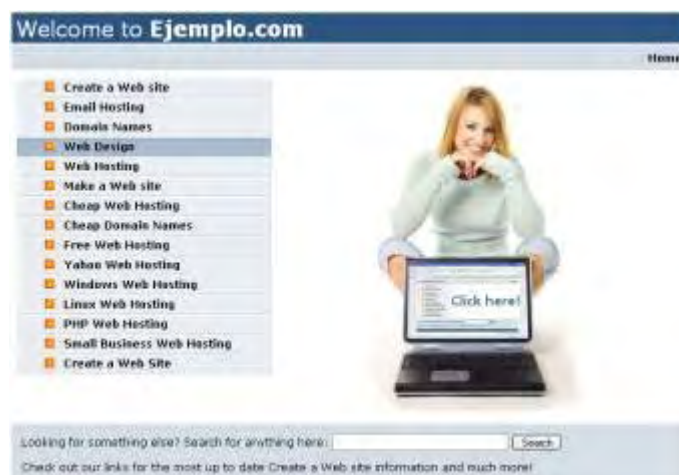 Welcome to Ejemplo.com
Home
Create a Web site
Email Hosting
Domain Names
Web Design
Web Hosting
Make a Web site
Cheap Web Hosting
Cheap Domain Names
Free Web Hosting
Yahoo Web Hosting
Windows Web Hosting
Linux Web Hosting
PHP Web Hosting
Small Business Web Hosting
Create a Web Site
Click here!
Looking for something else? Search for anything here: Search
Check out our links for the most up to date Create a Web site information and much more!